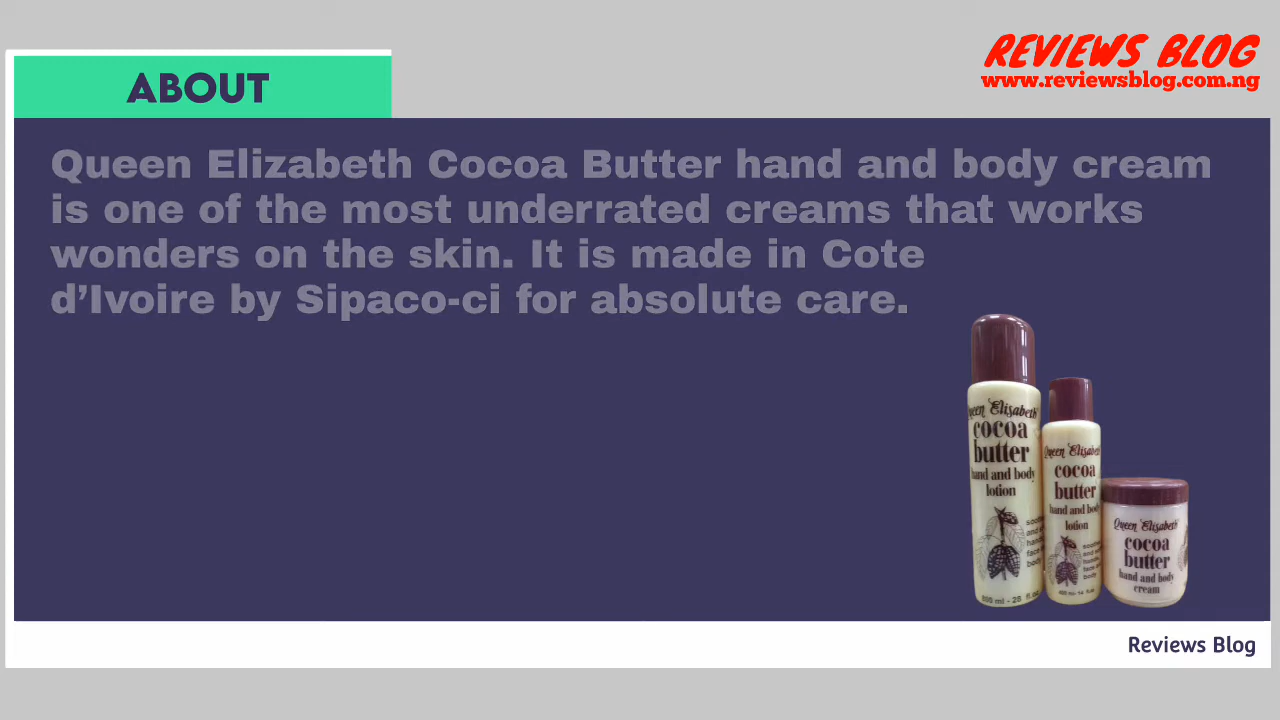 REVIEWS BLOG
www.reviewsblog.com.ng
ABOUT
Queen Elizabeth Cocoa Butter hand and body cream
is one of the most underrated creams that works
wonders on the skin. It is made in Cote
d’Ivoire by Sipaco-ci for absolute care.
Queen Elisabeth
cocoa
butter
hand and body
lotion
Queen Elisabeth
cocoa
butter
hand and body
lotion
Queen Elisabeth
cocoa
butter
hand and body
cream
Reviews Blog